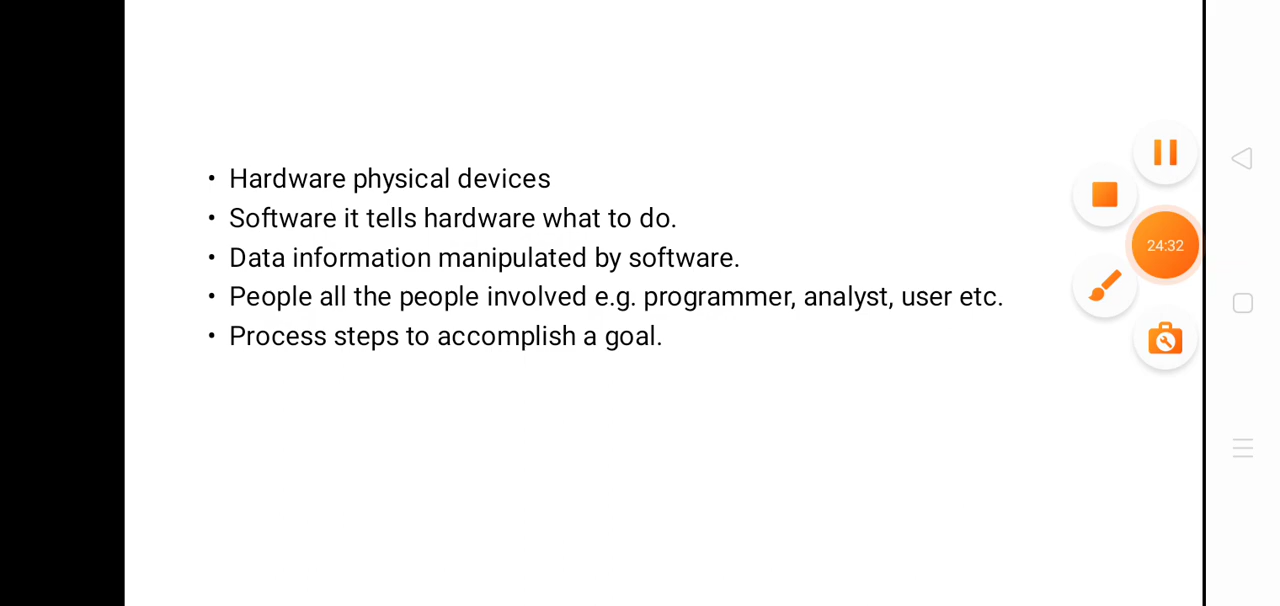 • Hardware physical devices
• Software it tells hardware what to do.
• Data information manipulated by software.
• People all the people involved e.g. programmer, analyst, user etc.
• Process steps to accomplish a goal.
24:32